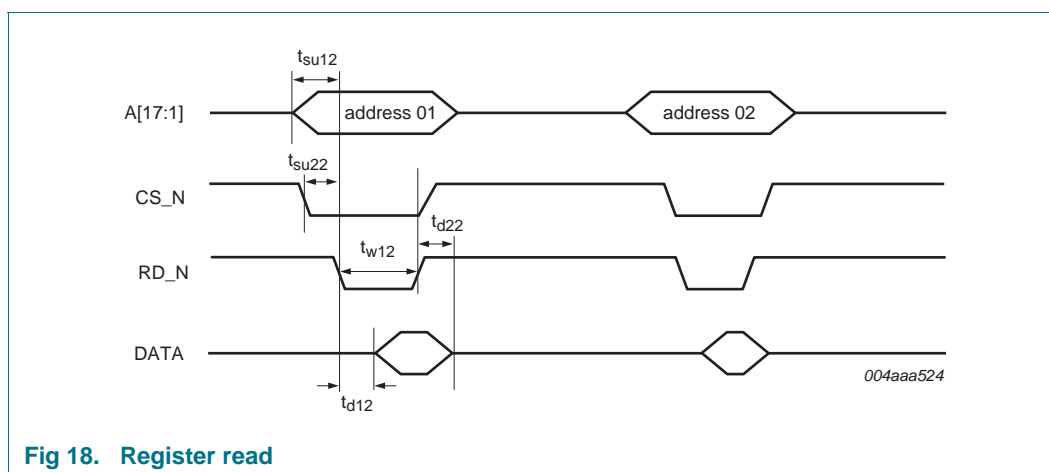 tsu12
A[17:1]
address 01
address 02
tsu22
CS_N
td22
tw12
RD_N
DATA
td12
004aaa524
Fig 18. Register read